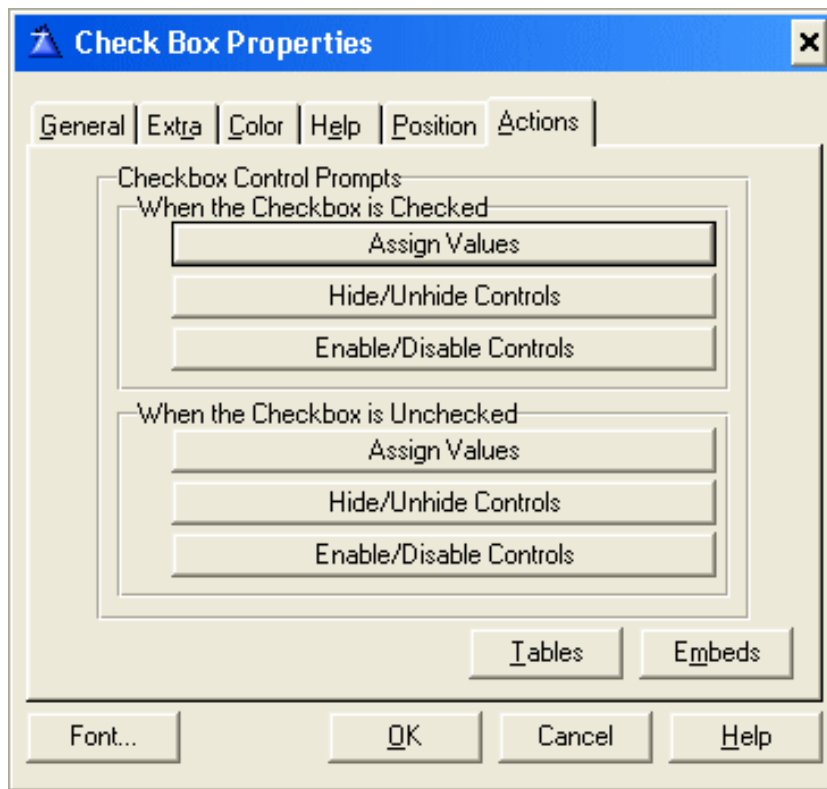 Check Box Properties
General Extra Color Help Position Actions
Checkbox Control Prompts
When the Checkbox is Checked
Assign Values
Hide/Unhide Controls
Enable/Disable Controls
When the Checkbox is Unchecked
Assign Values
Hide/Unhide Controls
Enable/Disable Controls
Tables Embeds
Font... OK Cancel Help